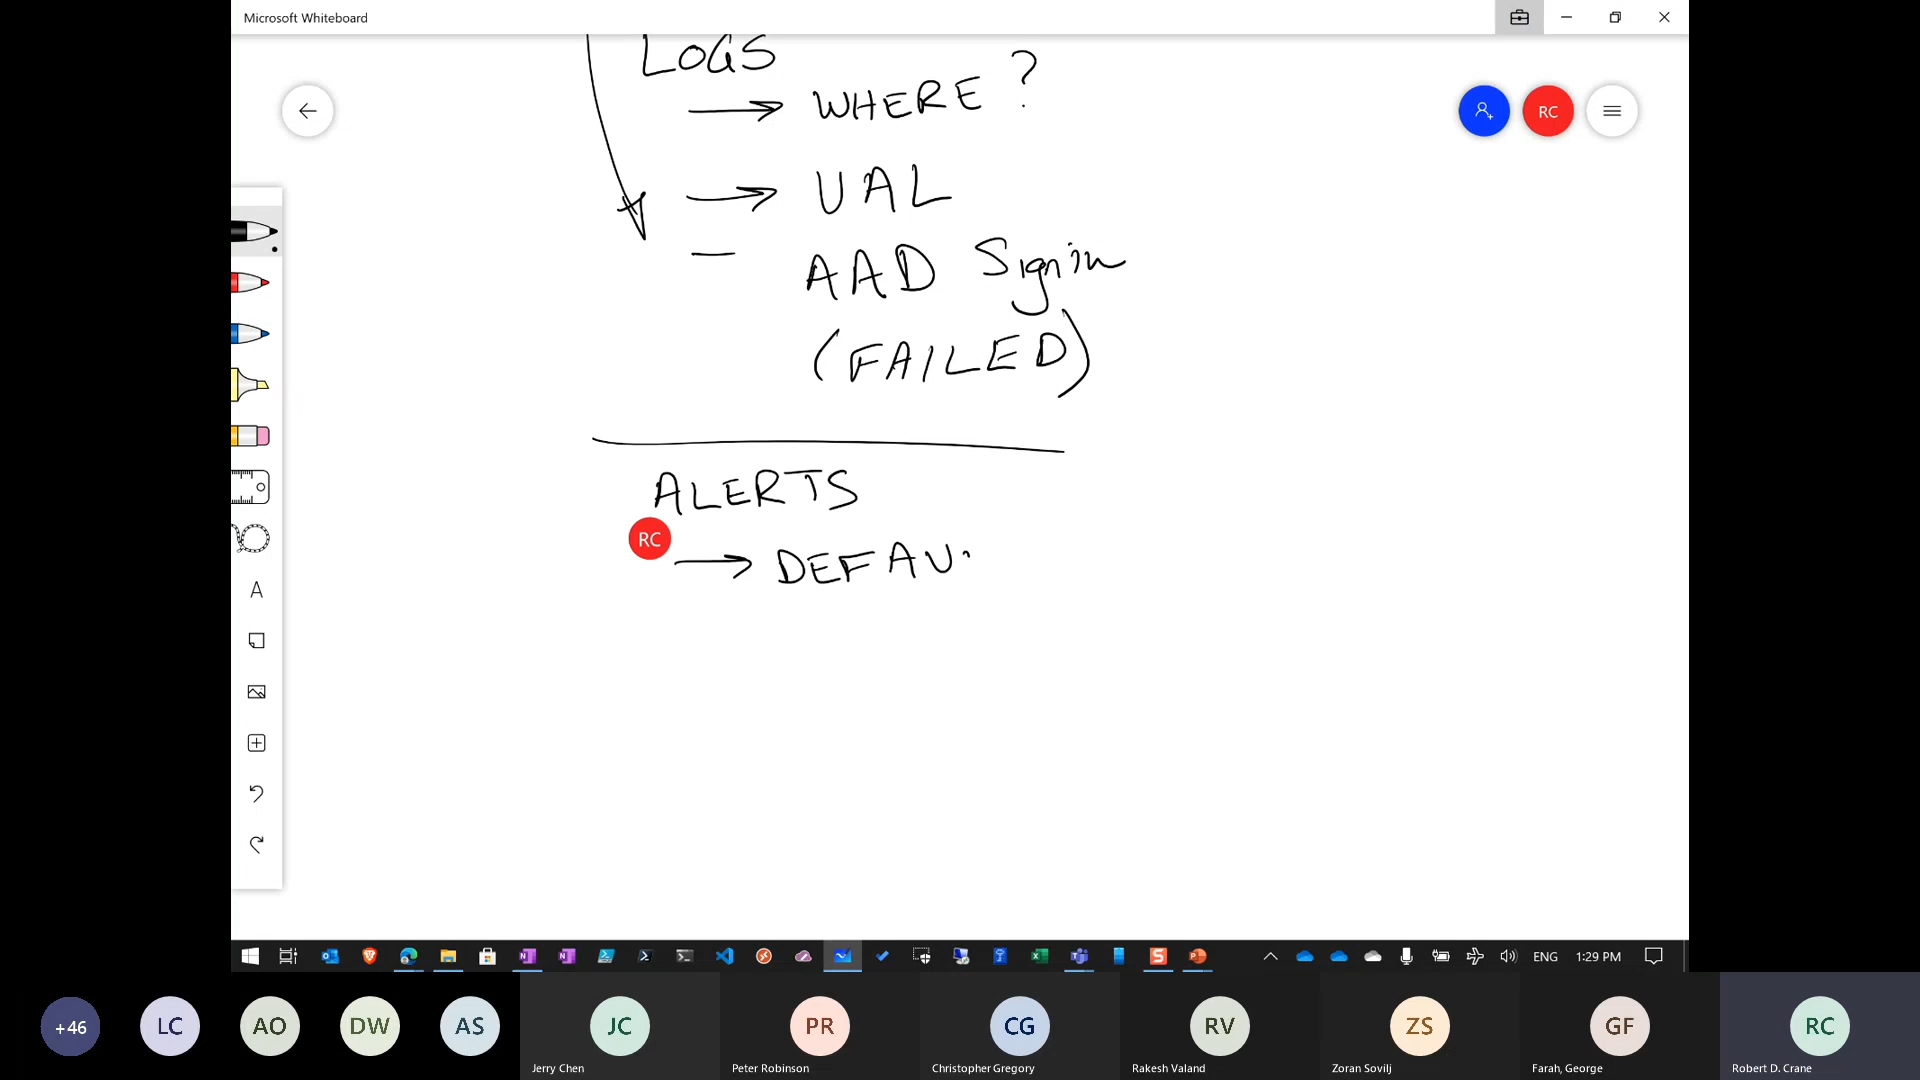 Microsoft Whiteboard
LOGS
WHERE ?
UAL
AAD Signin
(FAILED)
ALERTS
DEFAU
RC
RC
A
ENG
1:29 PM
+46
LC
AO
DW
AS
JC
PR
CG
RV
ZS
GF
RC
Jerry Chen
Peter Robinson
Christopher Gregory
Rakesh Valand
Zoran Sovilj
Farah, George
Robert D. Crane